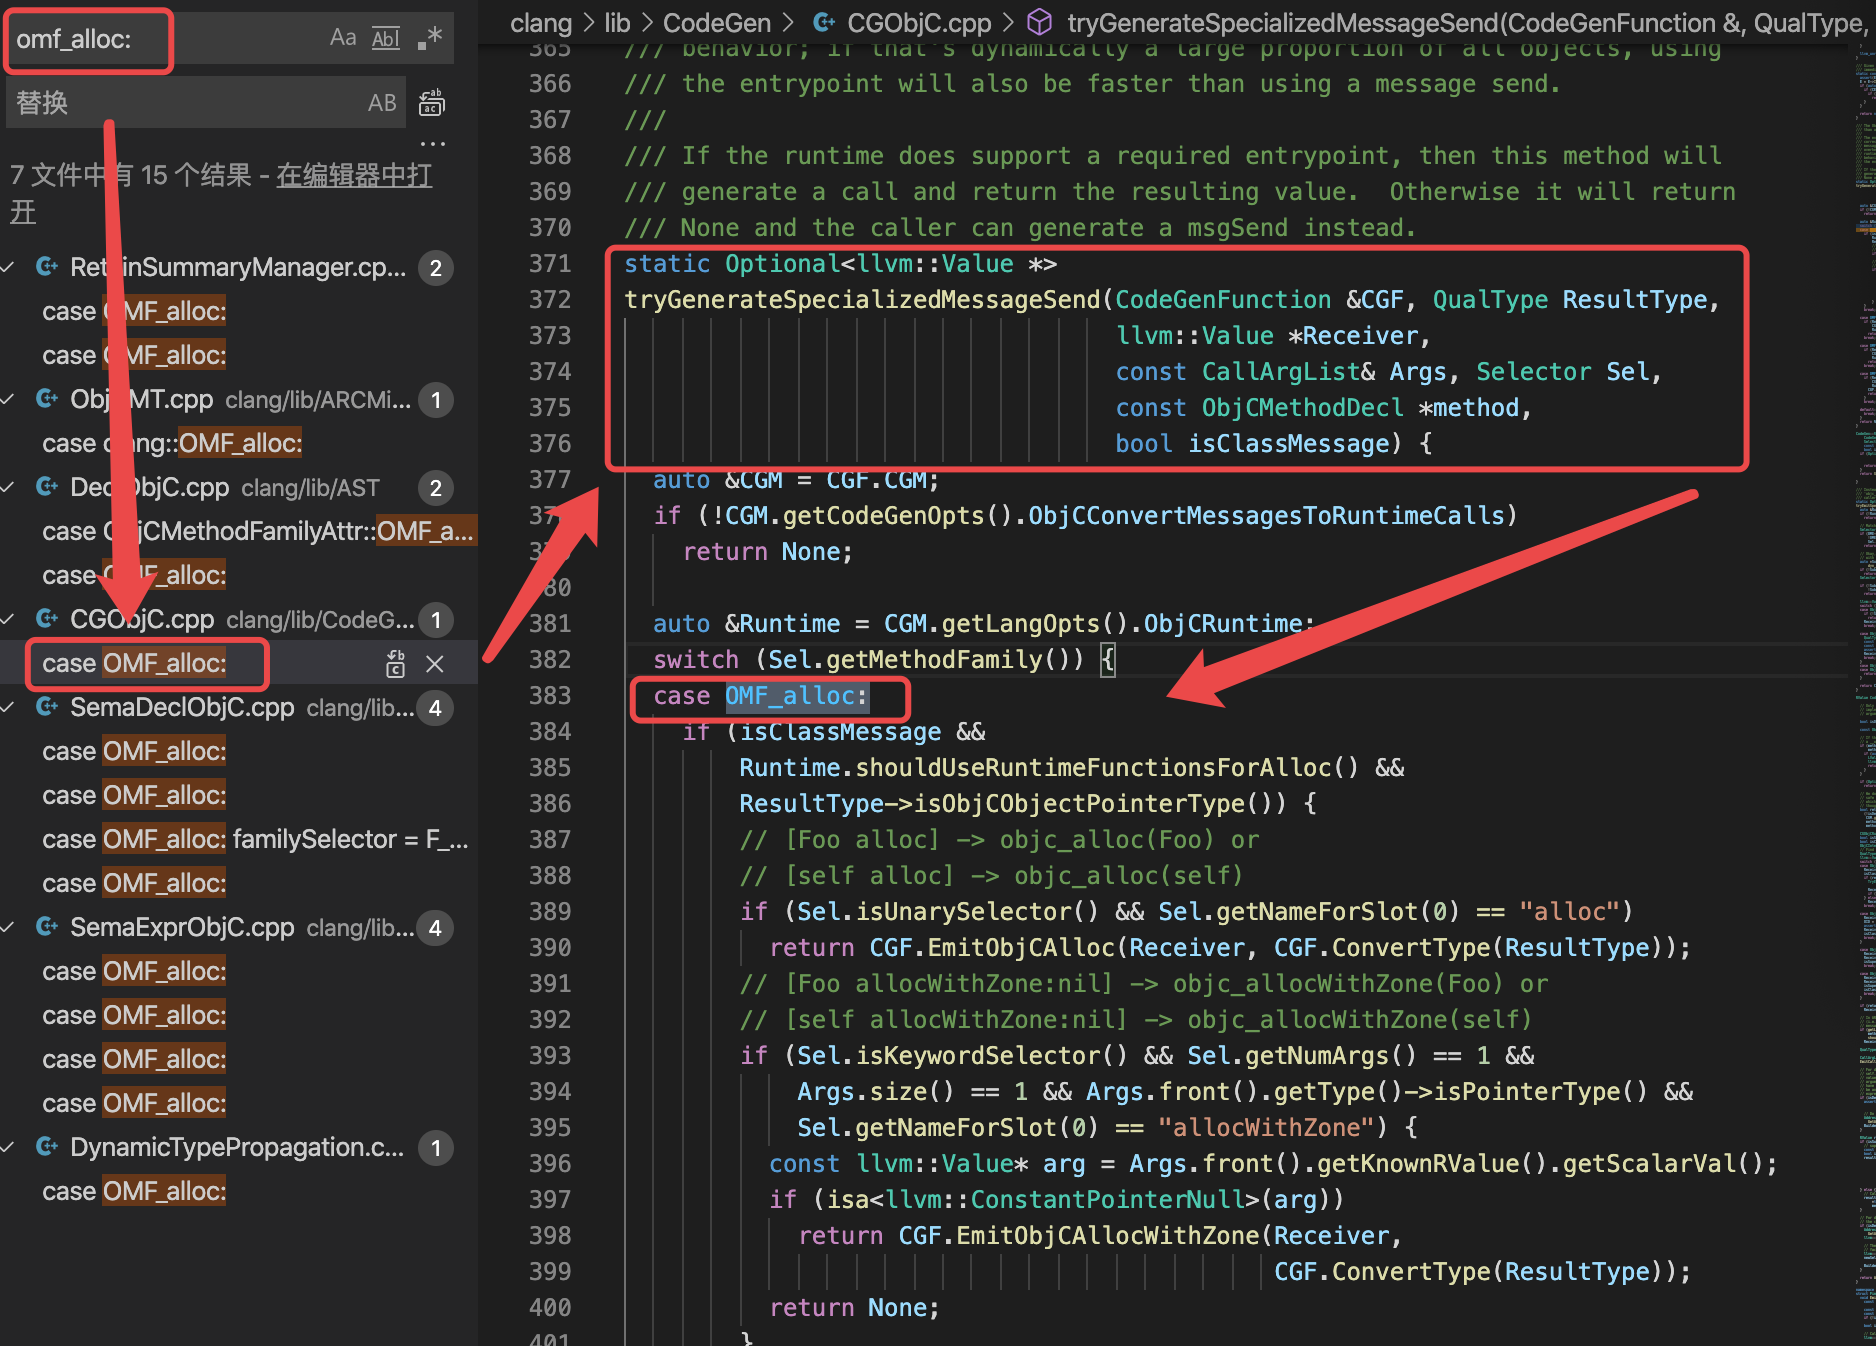 omf_alloc:
Aa Abl .*
替换
AB
...
7 文件中有 15 个结果 - 在编辑器中打
开
RetainSummaryManager.cp... 2
case OMF_alloc:
case OMF_alloc:
ObjCMT.cpp clang/lib/ARCMi... 1
case clang::OMF_alloc:
DeclObjC.cpp clang/lib/AST 2
case ObjCMethodFamilyAttr::OMF_a...
case OMF_alloc:
CGObjC.cpp clang/lib/CodeG... 1
case OMF_alloc:
SemaDeclObjC.cpp clang/lib... 4
case OMF_alloc:
case OMF_alloc:
case OMF_alloc: familySelector = F_...
case OMF_alloc:
SemaExprObjC.cpp clang/lib... 4
case OMF_alloc:
case OMF_alloc:
case OMF_alloc:
case OMF_alloc:
DynamicTypePropagation.c... 1
case OMF_alloc:
clang > lib > CodeGen > CGObjC.cpp > tryGenerateSpecializedMessageSend(CodeGenFunction &, QualType,
365 /// behavior; if that's dynamically a large proportion of all objects, using
366 /// the entrypoint will also be faster than using a message send.
367 ///
368 /// If the runtime does support a required entrypoint, then this method will
369 /// generate a call and return the resulting value.  Otherwise it will return
370 /// None and the caller can generate a msgSend instead.
371 static Optional<llvm::Value *>
372 tryGenerateSpecializedMessageSend(CodeGenFunction &CGF, QualType ResultType,
373 llvm::Value *Receiver,
374 const CallArgList& Args, Selector Sel,
375 const ObjCMethodDecl *method,
376 bool isClassMessage) {
377 auto &CGM = CGF.CGM;
378 if (!CGM.getCodeGenOpts().ObjCConvertMessagesToRuntimeCalls)
379 return None;
380
381 auto &Runtime = CGM.getLangOpts().ObjCRuntime;
382 switch (Sel.getMethodFamily()) {
383 case OMF_alloc:
384 if (isClassMessage &&
385 Runtime.shouldUseRuntimeFunctionsForAlloc() &&
386 ResultType->isObjCObjectPointerType()) {
387 // [Foo alloc] -> objc_alloc(Foo) or
388 // [self alloc] -> objc_alloc(self)
389 if (Sel.isUnarySelector() && Sel.getNameForSlot(0) == "alloc")
390 return CGF.EmitObjCAlloc(Receiver, CGF.ConvertType(ResultType));
391 // [Foo allocWithZone:nil] -> objc_allocWithZone(Foo) or
392 // [self allocWithZone:nil] -> objc_allocWithZone(self)
393 if (Sel.isKeywordSelector() && Sel.getNumArgs() == 1 &&
394 Args.size() == 1 && Args.front().getType()->isPointerType() &&
395 Sel.getNameForSlot(0) == "allocWithZone") {
396 const llvm::Value* arg = Args.front().getKnownRValue().getScalarVal();
397 if (isa<llvm::ConstantPointerNull>(arg))
398 return CGF.EmitObjCAllocWithZone(Receiver,
399 CGF.ConvertType(ResultType));
400 return None;
401 }